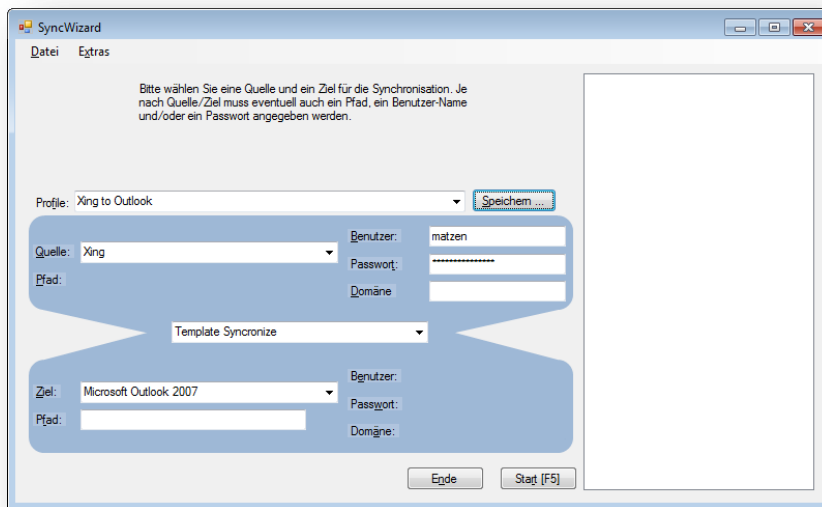 SyncWizard
Datei Extras
Bitte wählen Sie eine Quelle und ein Ziel für die Synchronisation. Je
nach Quelle/Ziel muss eventuell auch ein Pfad, ein Benutzer-Name
und/oder ein Passwort angegeben werden.
Profile: Xing to Outlook Speichern ...
Benutzer: matzen
Quelle: Xing
Passwort: ***************
Pfad:
Domäne
Template Syncronize
Benutzer:
Ziel: Microsoft Outlook 2007
Passwort:
Pfad:
Domäne:
Ende Start [F5]